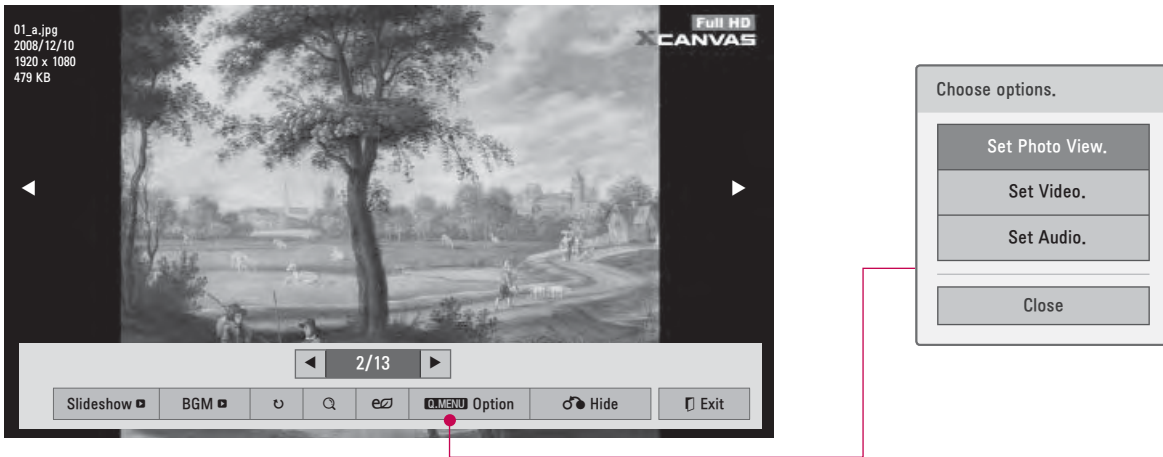 01_a.jpg
2008/12/10
1920 x 1080
479 KB
Full HD
XCANVAS
2/13
Slideshow
BGM
Q.MENU Option
Hide
Exit
Choose options.
Set Photo View.
Set Video.
Set Audio.
Close